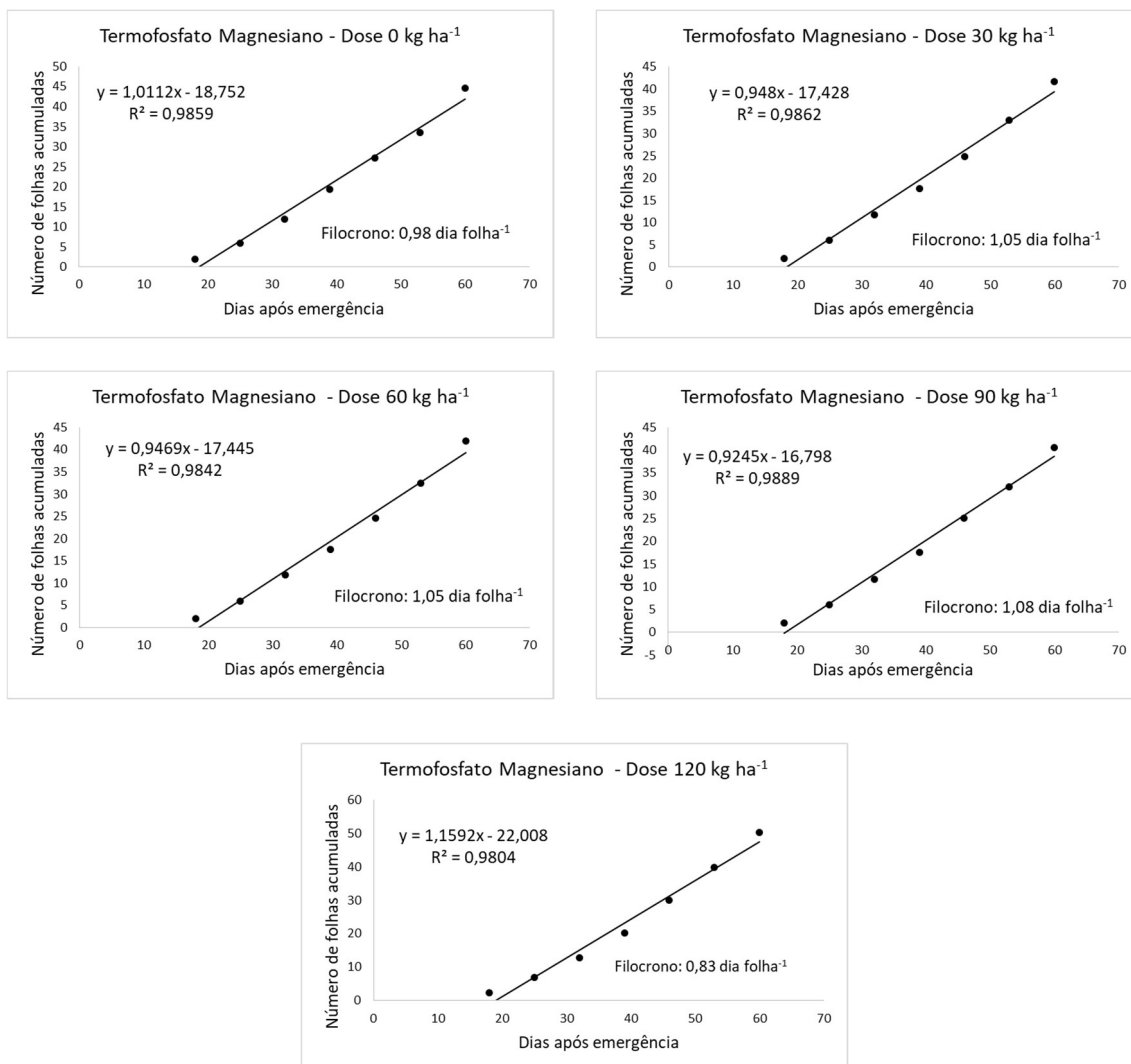 Termofosfato Magnesiano - Dose 0 kg ha⁻¹
Número de folhas acumuladas
50
45
40
35
30
25
20
15
10
5
0
y = 1,0112x - 18,752
R² = 0,9859
Filocrono: 0,98 dia folha⁻¹
0 10 20 30 40 50 60 70
Dias após emergência
Termofosfato Magnesiano - Dose 30 kg ha⁻¹
Número de folhas acumuladas
45
40
35
30
25
20
15
10
5
0
y = 0,948x - 17,428
R² = 0,9862
Filocrono: 1,05 dia folha⁻¹
0 10 20 30 40 50 60 70
Dias após emergência
Termofosfato Magnesiano - Dose 60 kg ha⁻¹
Número de folhas acumuladas
45
40
35
30
25
20
15
10
5
0
y = 0,9469x - 17,445
R² = 0,9842
Filocrono: 1,05 dia folha⁻¹
0 10 20 30 40 50 60 70
Dias após emergência
Termofosfato Magnesiano - Dose 90 kg ha⁻¹
Número de folhas acumuladas
45
40
35
30
25
20
15
10
5
0
-5
y = 0,9245x - 16,798
R² = 0,9889
Filocrono: 1,08 dia folha⁻¹
0 10 20 30 40 50 60 70
Dias após emergência
Termofosfato Magnesiano - Dose 120 kg ha⁻¹
Número de folhas acumuladas
60
50
40
30
20
10
0
y = 1,1592x - 22,008
R² = 0,9804
Filocrono: 0,83 dia folha⁻¹
0 10 20 30 40 50 60 70
Dias após emergência